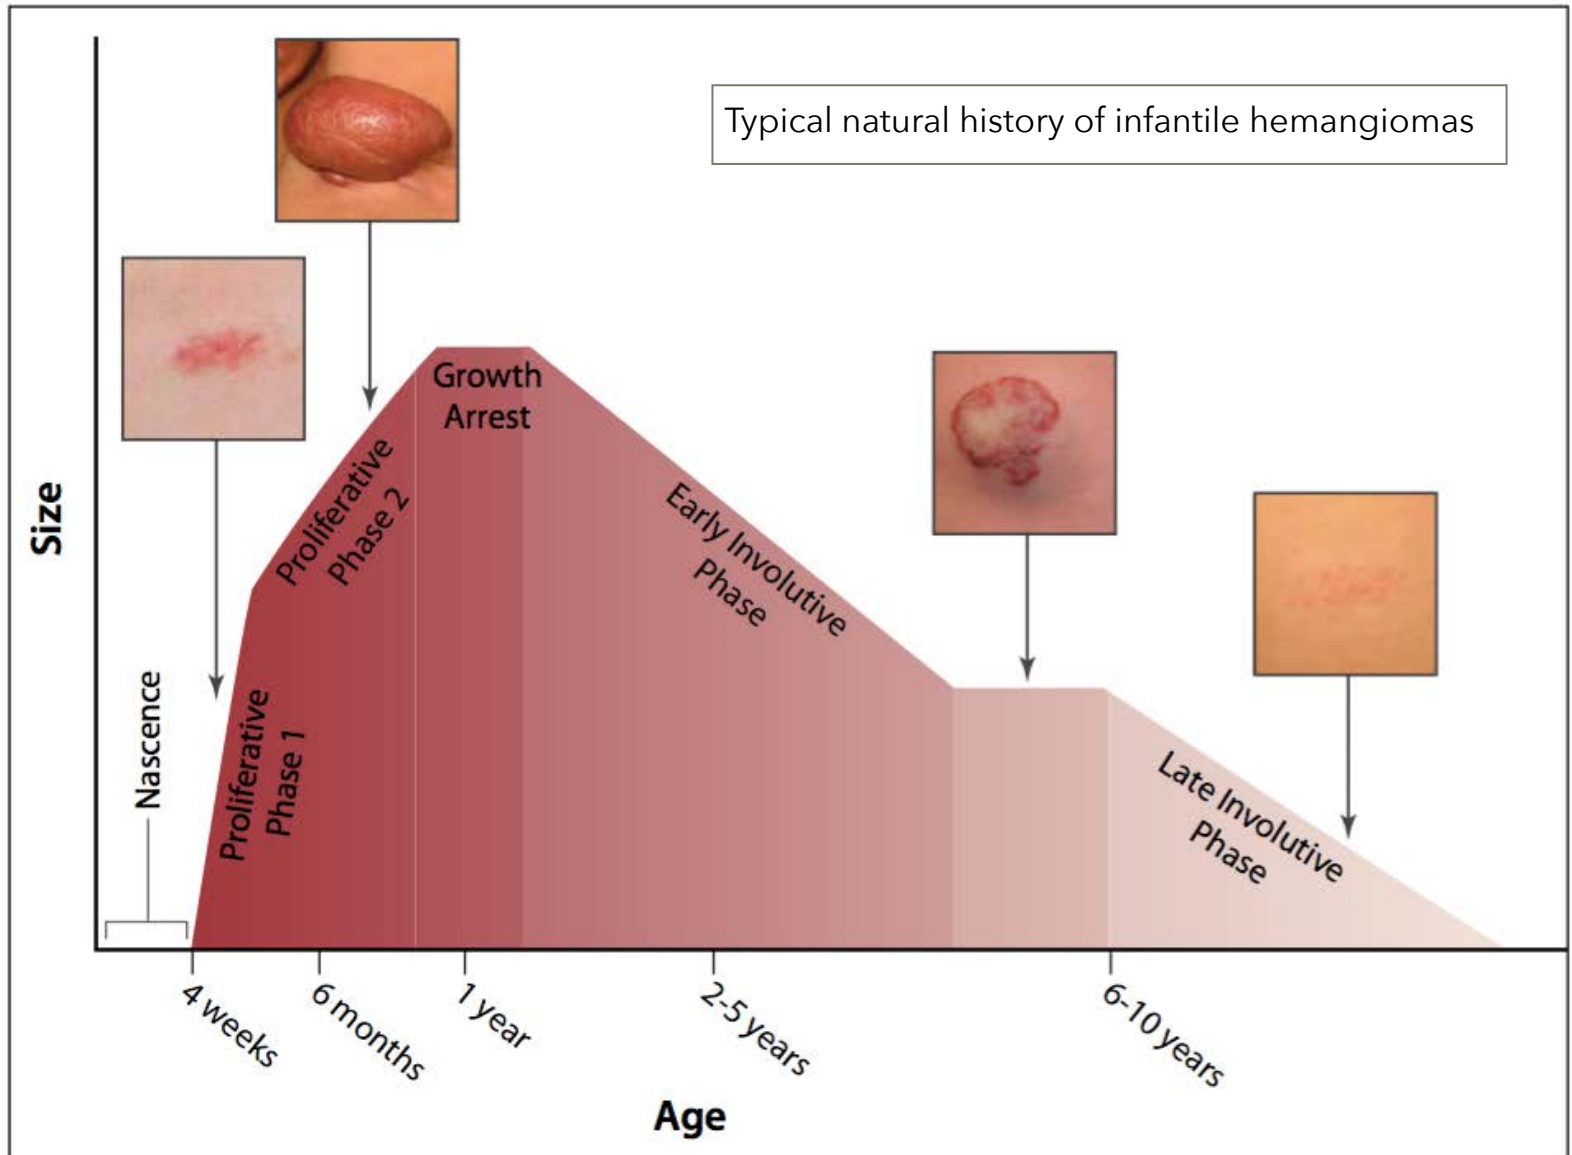 Typical natural history of infantile hemangiomas
Size
Nascence
Proliferative
Phase 1
Proliferative
Phase 2
Growth
Arrest
Early Involutive
Phase
Late Involutive
Phase
4 weeks
6 months
1 year
2-5 years
6-10 years
Age